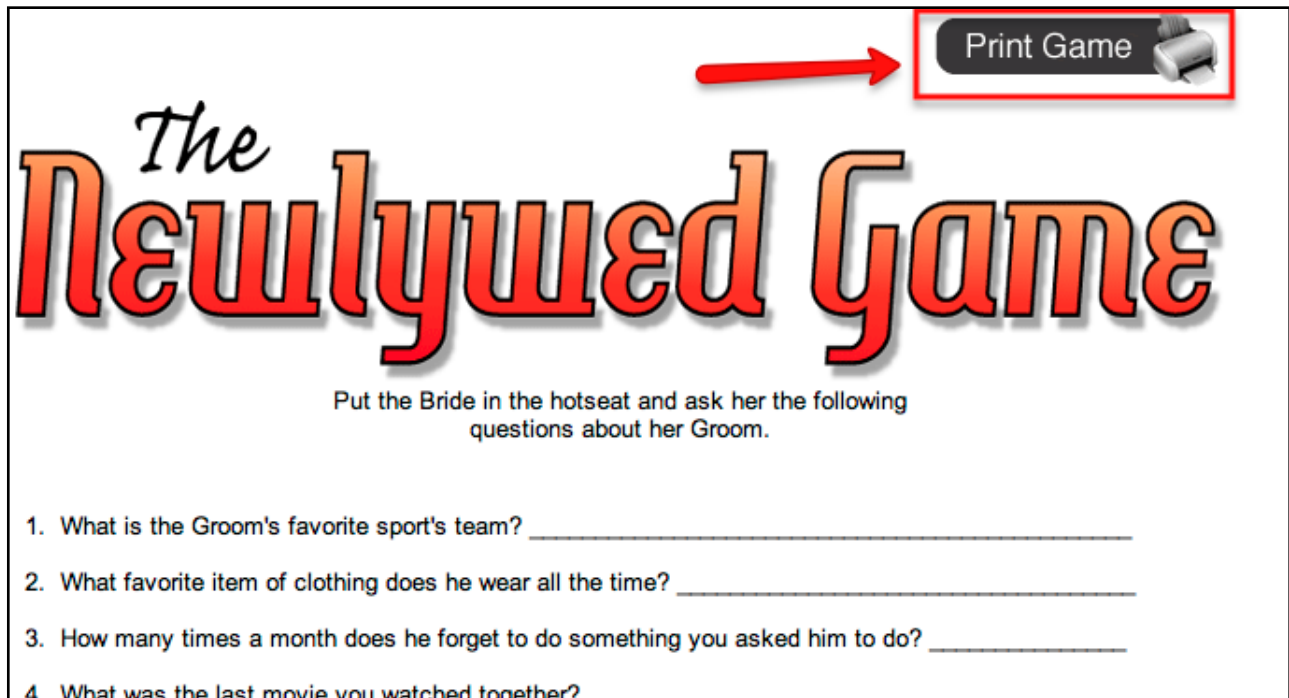 Print Game
The
Newlywed Game
Put the Bride in the hotseat and ask her the following
questions about her Groom.
1. What is the Groom's favorite sport's team? ______________________________________________
2. What favorite item of clothing does he wear all the time? ___________________________________
3. How many times a month does he forget to do something you asked him to do? _______________
4. What was the last movie you watched together?